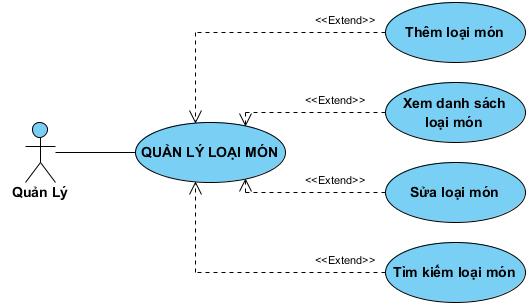 <<Extend>>
Thêm loại món
<<Extend>>
Xem danh sách
loại món
QUẢN LÝ LOẠI MÓN
Quản Lý
<<Extend>>
Sửa loại món
<<Extend>>
Tìm kiếm loại món